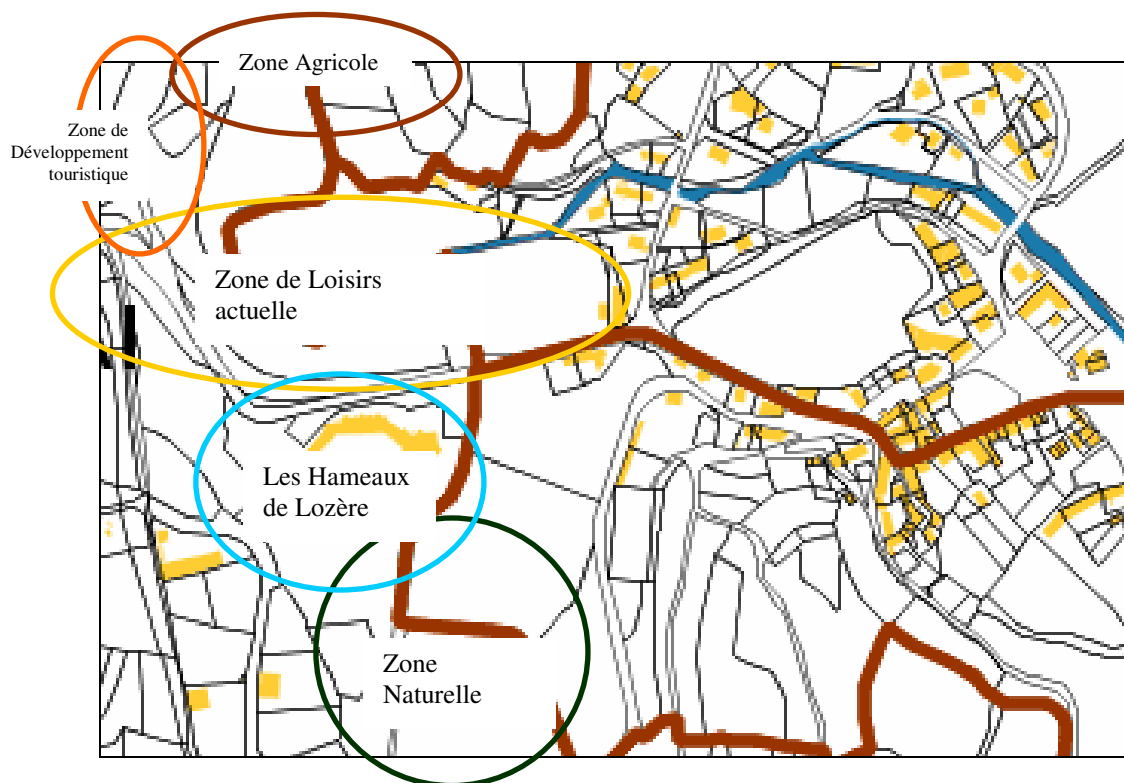 Zone Agricole
Zone de
Développement
touristique
Zone de Loisirs
actuelle
Les Hameaux
de Lozère
Zone
Naturelle